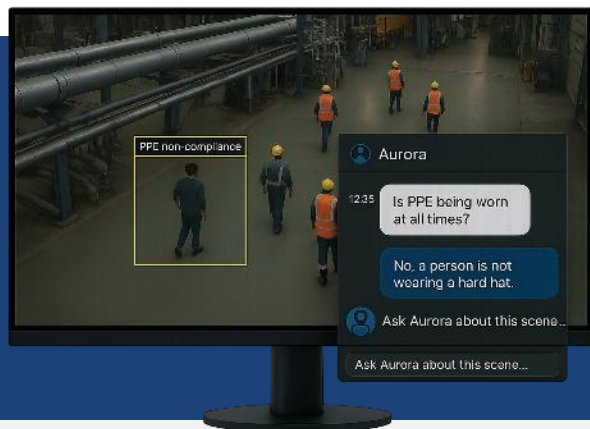 PPE non-compliance
Aurora
12:35
Is PPE being worn
at all times?
No, a person is not
wearing a hard hat.
Ask Aurora about this scene..
Ask Aurora about this scene...